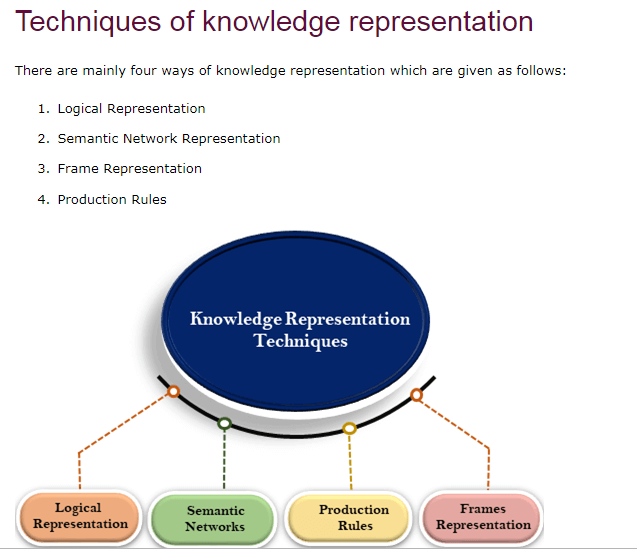 Techniques of knowledge representation
There are mainly four ways of knowledge representation which are given as follows:
1. Logical Representation
2. Semantic Network Representation
3. Frame Representation
4. Production Rules
Knowledge Representation
Techniques
Logical
Representation
Semantic
Networks
Production
Rules
Frames
Representation